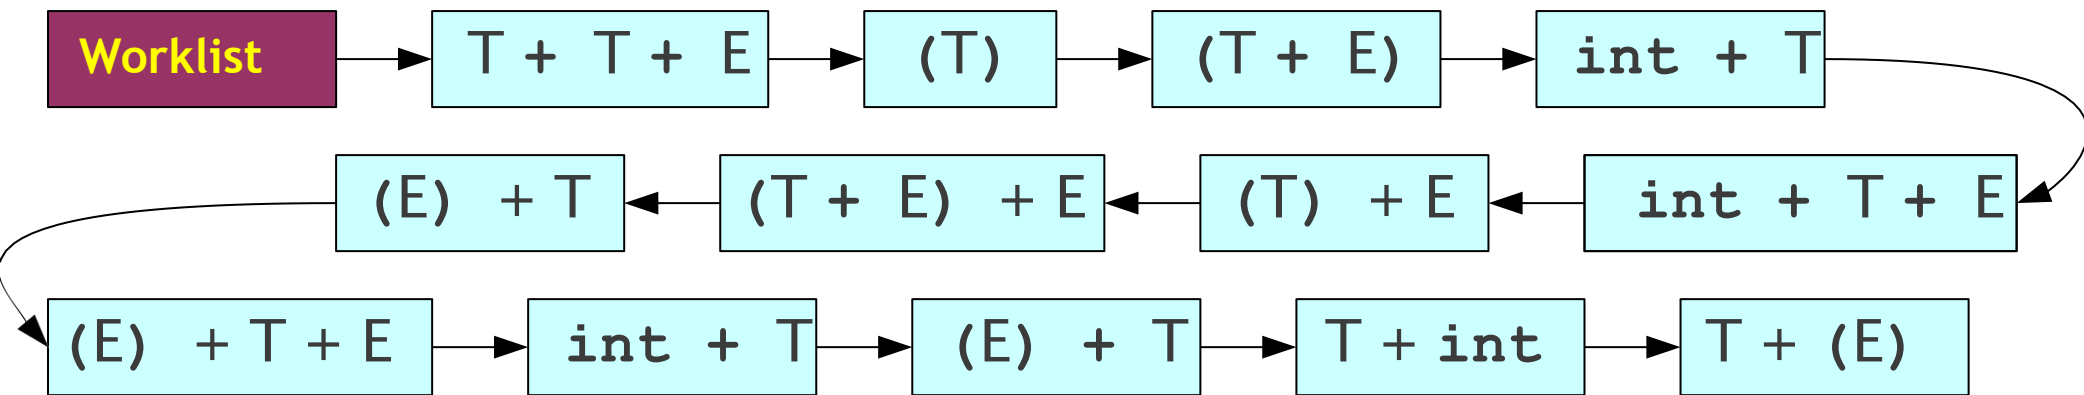 Worklist T + T + E (T) (T + E) int + T
(E) + T (T + E) + E (T) + E int + T + E
(E) + T + E int + T (E) + T T + int T + (E)